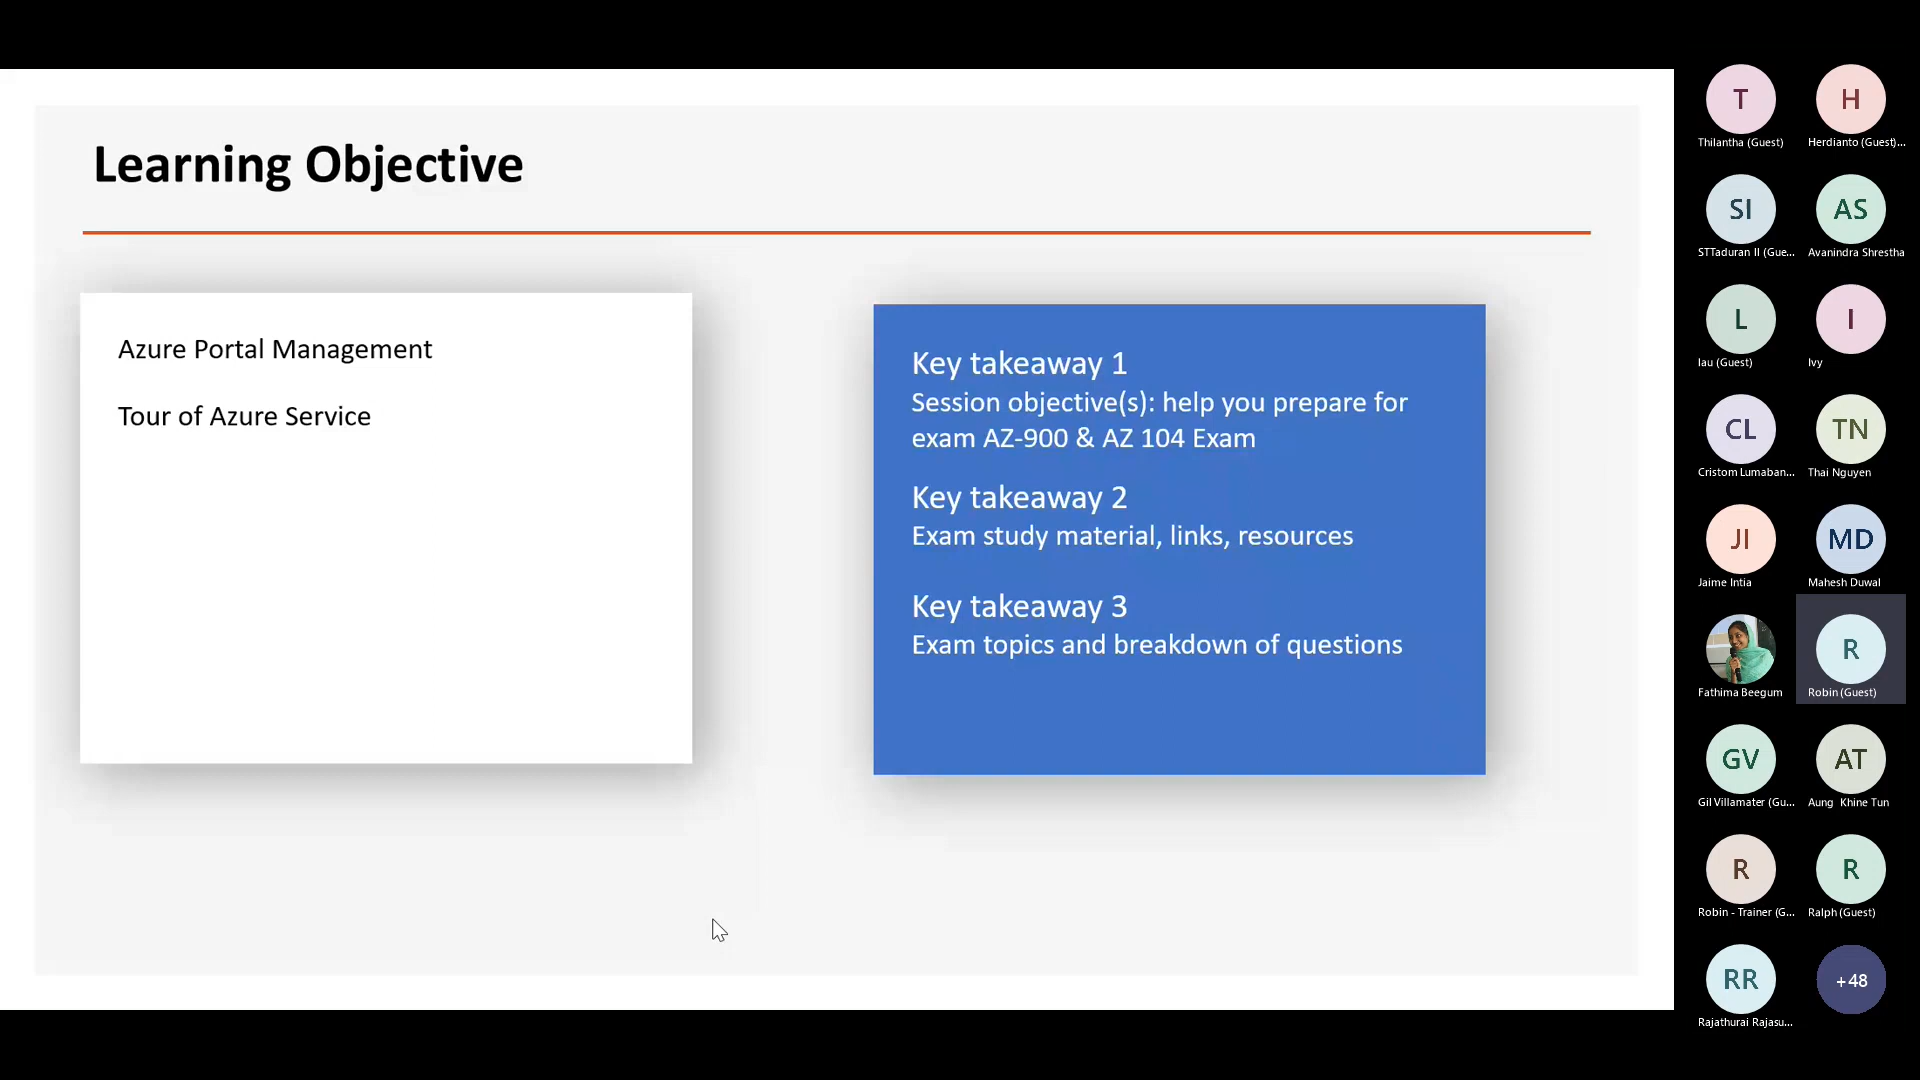 Learning Objective
Azure Portal Management
Tour of Azure Service
Key takeaway 1
Session objective(s): help you prepare for
exam AZ-900 & AZ 104 Exam
Key takeaway 2
Exam study material, links, resources
Key takeaway 3
Exam topics and breakdown of questions
T
Thilantha (Guest)
H
Herdianto (Guest)...
SI
STTaduran II (Gue...
AS
Avanindra Shrestha
L
lau (Guest)
I
Ivy
CL
Cristom Lumaban...
TN
Thai Nguyen
JI
Jaime Intia
MD
Mahesh Duwal
Fathima Beegum
R
Robin (Guest)
GV
Gil Villamater (Gu...
AT
Aung Khine Tun
R
Robin - Trainer (G...
R
Ralph (Guest)
RR
Rajathurai Rajasu...
+48